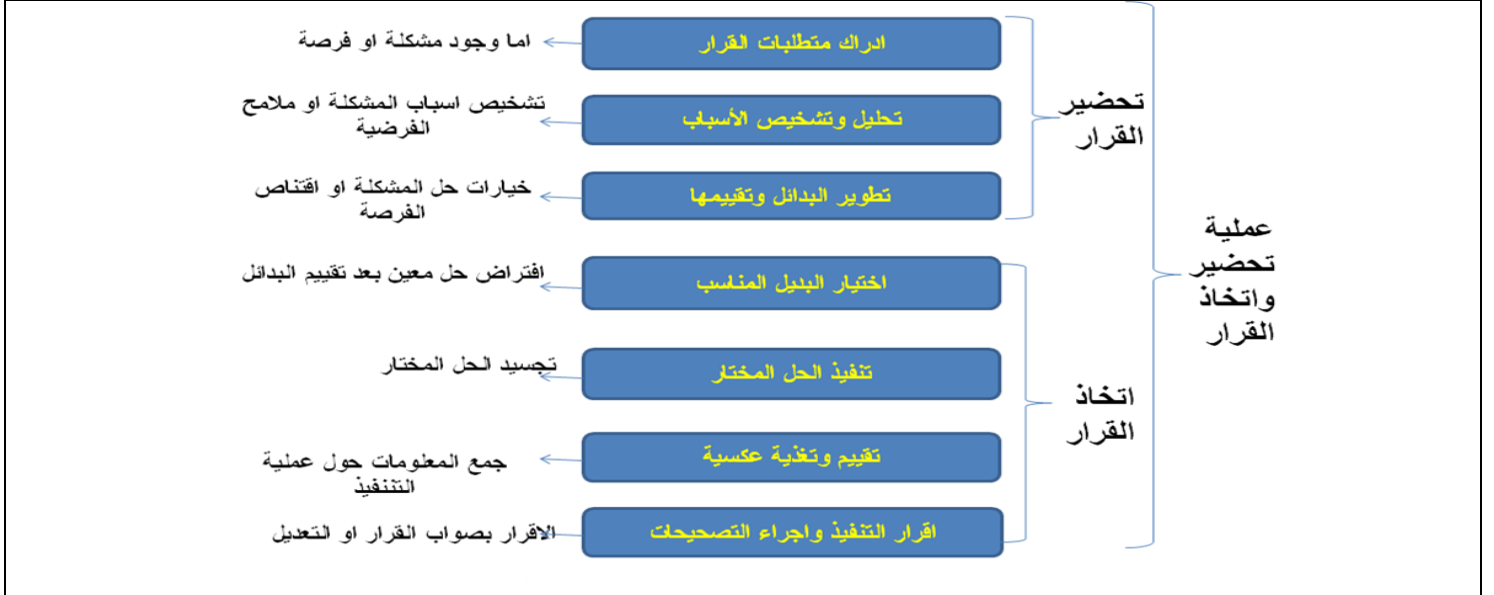 عملية
تحضير
واتخاذ
القرار
تحضير
القرار
ادراك متطلبات القرار
اما وجود مشكلة او فرصة
تحليل وتشخيص الأسباب
تشخيص اسباب المشكلة او ملامح
الفرضية
تطوير البدائل وتقييمها
خيارات حل المشكلة او اقتناص
الفرصة
اتخاذ
القرار
اختيار البديل المناسب
افتراض حل معين بعد تقييم البدائل
تنفيذ الحل المختار
تجسيد الحل المختار
تقييم وتغذية عكسية
جمع المعلومات حول عملية
التننفيذ
اقرار التنفيذ واجراء التصحيحات
الاقرار بصواب القرار او التعديل